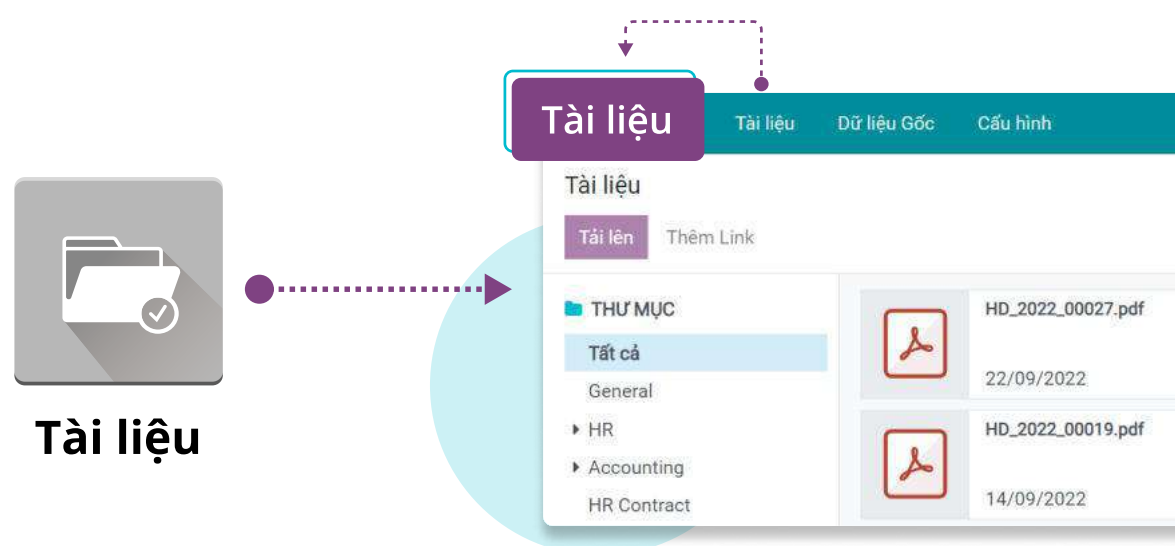 Tài liệu
Tài liệu
Tài liệu
Dữ liệu Gốc
Cấu hình
Tài liệu
Tải lên
Thêm Link
THƯ MỤC
Tất cả
General
HR
Accounting
HR Contract
HD_2022_00027.pdf
22/09/2022
HD_2022_00019.pdf
14/09/2022